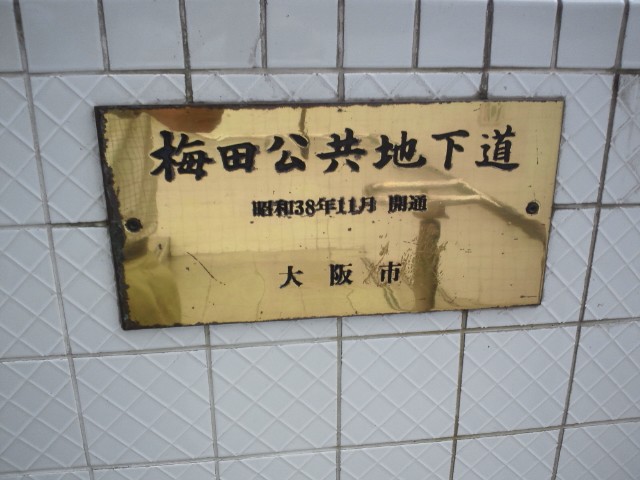 梅田公共地下道
昭和38年11月 開通
大阪市